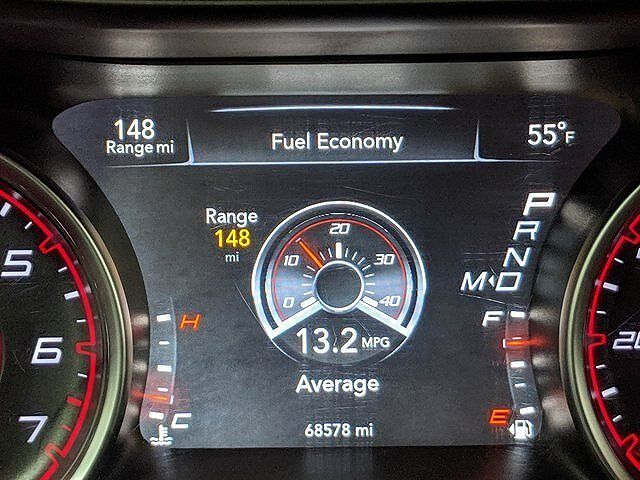 148
Range mi
Fuel Economy
55°F
Range
148
mi
0
10
20
30
40
13.2 MPG
Average
68578 mi
P
R
N
M D
H
C
F
E
5
6
7